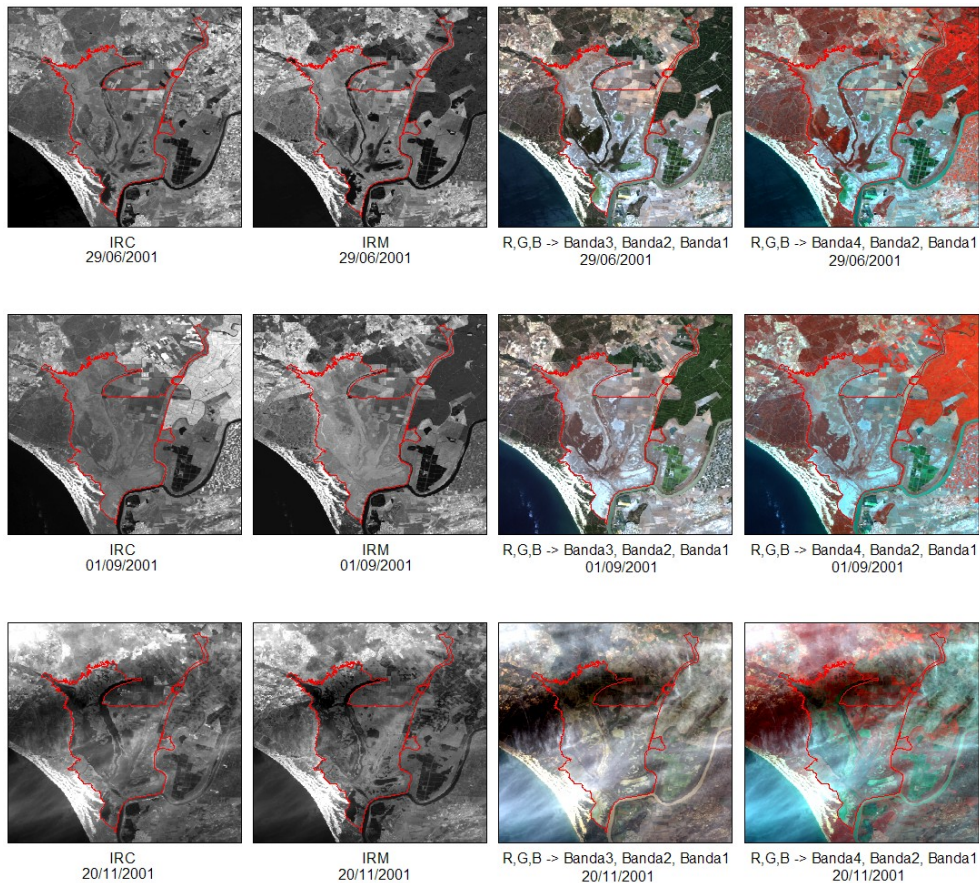 IRC
29/06/2001
IRM
29/06/2001
R,G,B -> Banda3, Banda2, Banda1
29/06/2001
R,G,B -> Banda4, Banda2, Banda1
29/06/2001
IRC
01/09/2001
IRM
01/09/2001
R,G,B -> Banda3, Banda2, Banda1
01/09/2001
R,G,B -> Banda4, Banda2, Banda1
01/09/2001
IRC
20/11/2001
IRM
20/11/2001
R,G,B -> Banda3, Banda2, Banda1
20/11/2001
R,G,B -> Banda4, Banda2, Banda1
20/11/2001